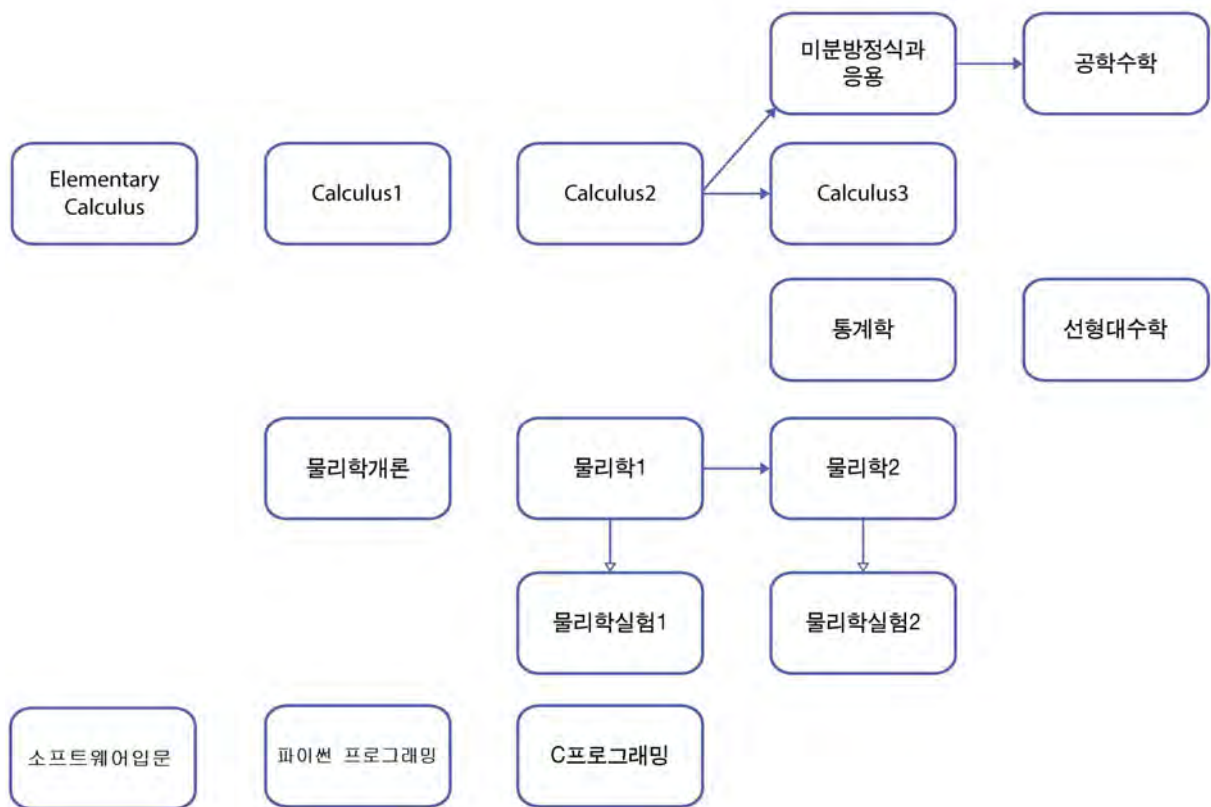 미분방정식과
응용
공학수학
Elementary
Calculus
Calculus1
Calculus2
Calculus3
통계학
선형대수학
물리학개론
물리학1
물리학2
물리학실험1
물리학실험2
소프트웨어입문
파이썬 프로그래밍
C프로그래밍